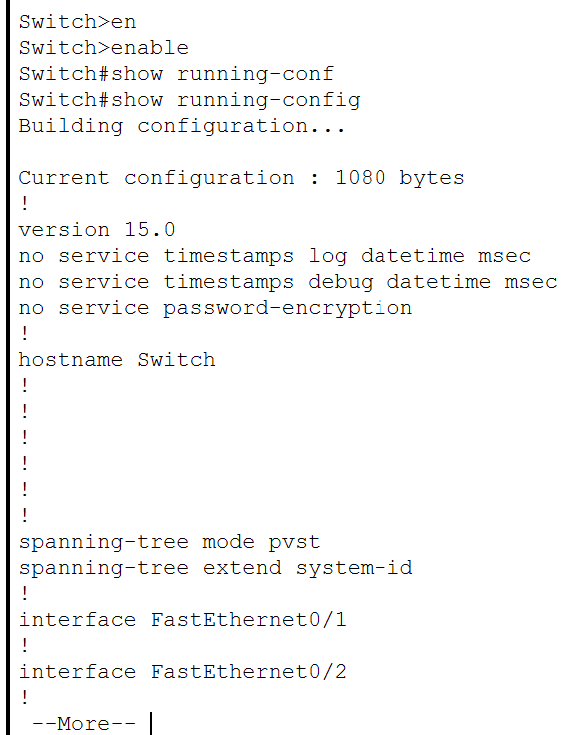 Switch>en
Switch>enable
Switch#show running-conf
Switch#show running-config
Building configuration...
Current configuration : 1080 bytes
!
version 15.0
no service timestamps log datetime msec
no service timestamps debug datetime msec
no service password-encryption
!
hostname Switch
!
!
!
!
!
!
spanning-tree mode pvst
spanning-tree extend system-id
!
interface FastEthernet0/1
!
interface FastEthernet0/2
!
--More--